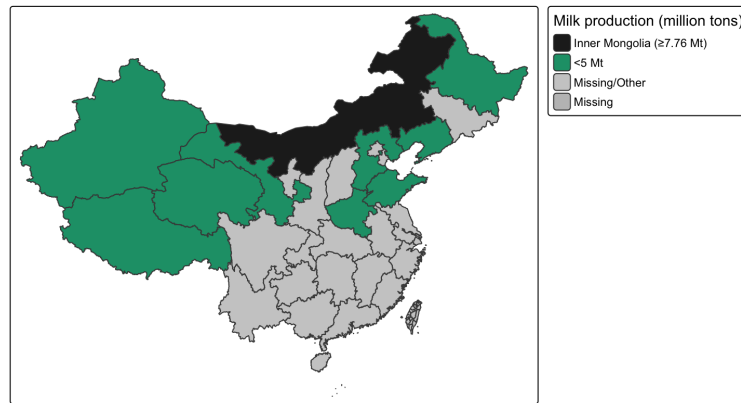 Milk production (million tons)
Inner Mongolia (≥7.76 Mt)
<5 Mt
Missing/Other
Missing